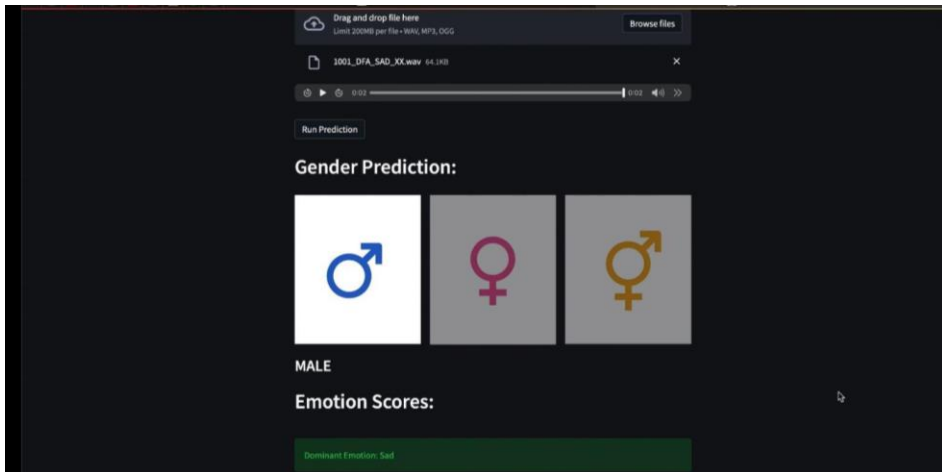 Drag and drop file here
Limit 200MB per file • WAV, MP3, OGG
Browse files
1001_DFA_SAD_XX.wav 64.1KB
0:02
0:02
Run Prediction
Gender Prediction:
MALE
Emotion Scores:
Dominant Emotion: Sad